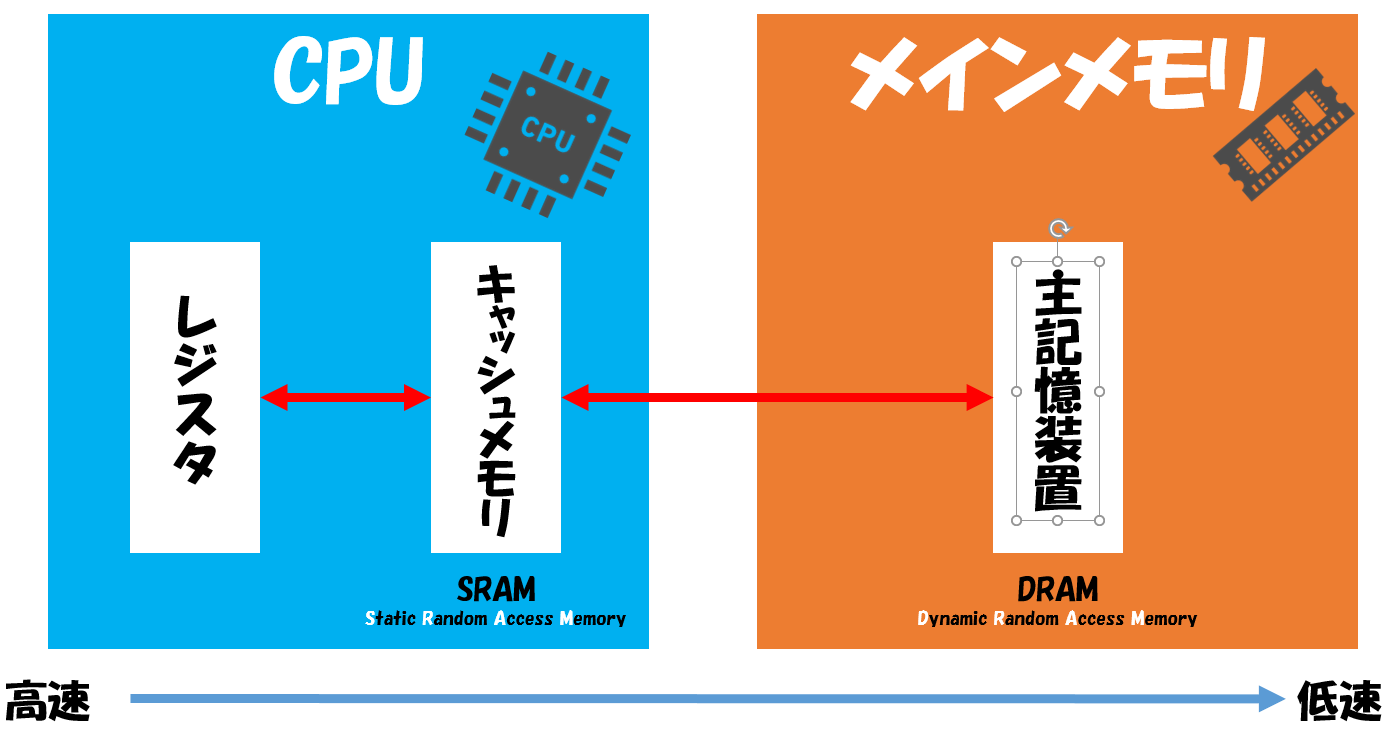 CPU
CPU
レジスタ
キャッシュメモリ
SRAM
Static Random Access Memory
メインメモリ
主記憶装置
DRAM
Dynamic Random Access Memory
高速
低速